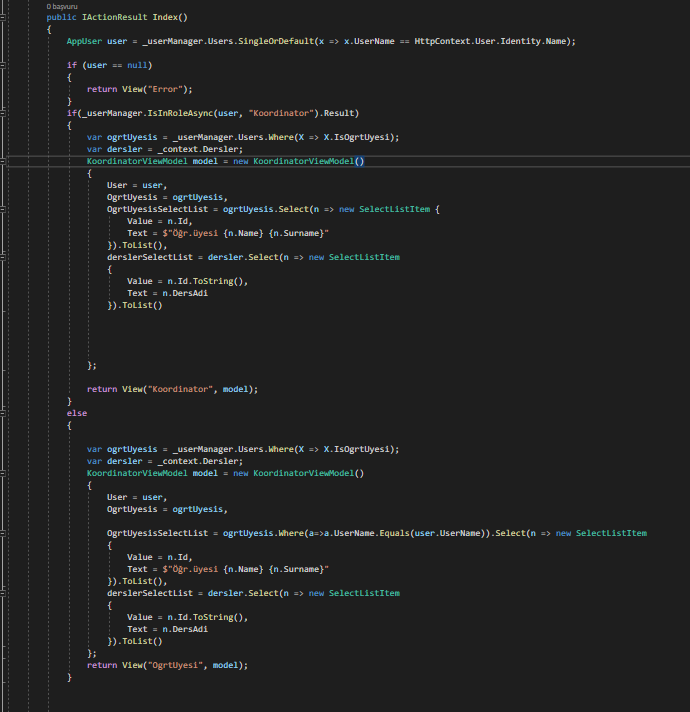 0 başvuru
public IActionResult Index()
{
AppUser user = _userManager.Users.SingleOrDefault(x => x.UserName == HttpContext.User.Identity.Name);
if (user == null)
{
return View("Error");
}
if(_userManager.IsInRoleAsync(user, "Koordinator").Result)
{
var ogrtUyesis = _userManager.Users.Where(X => X.IsOgrtUyesi);
var dersler = _context.Dersler;
KoordinatorViewModel model = new KoordinatorViewModel()
{
User = user,
OgrtUyesis = ogrtUyesis,
OgrtUyesisSelectList = ogrtUyesis.Select(n => new SelectListItem {
Value = n.Id,
Text = $"Öğr.üyesi {n.Name} {n.Surname}"
}).ToList(),
derslerSelectList = dersler.Select(n => new SelectListItem
{
Value = n.Id.ToString(),
Text = n.DersAdi
}).ToList()
};
return View("Koordinator", model);
}
else
{
var ogrtUyesis = _userManager.Users.Where(X => X.IsOgrtUyesi);
var dersler = _context.Dersler;
KoordinatorViewModel model = new KoordinatorViewModel()
{
User = user,
OgrtUyesis = ogrtUyesis,
OgrtUyesisSelectList = ogrtUyesis.Where(a=>a.UserName.Equals(user.UserName)).Select(n => new SelectListItem
{
Value = n.Id,
Text = $"Öğr.üyesi {n.Name} {n.Surname}"
}).ToList(),
derslerSelectList = dersler.Select(n => new SelectListItem
{
Value = n.Id.ToString(),
Text = n.DersAdi
}).ToList()
};
return View("OgrtUyesi", model);
}